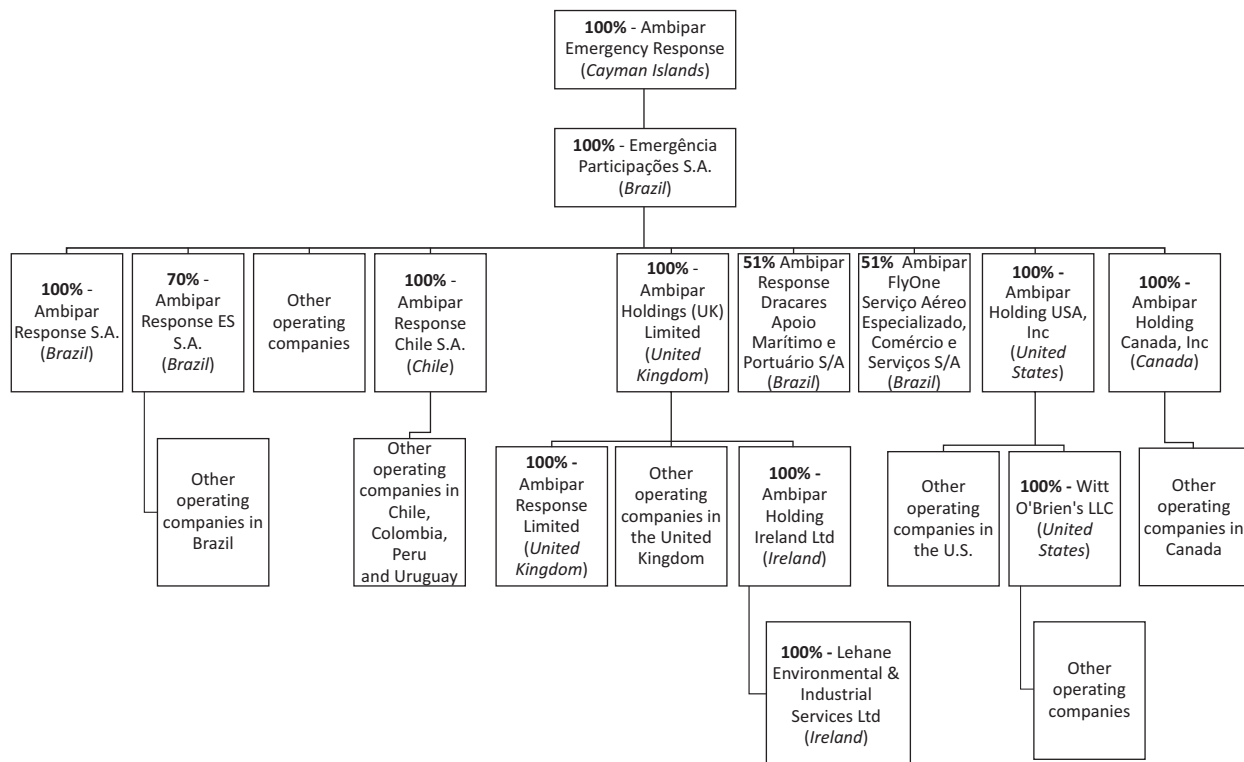 100% - Ambipar
Emergency Response
(Cayman Islands)
100% - Emergência
Participações S.A.
(Brazil)
100% -
Ambipar
Response S.A.
(Brazil)
70% -
Ambipar
Response ES
S.A.
(Brazil)
Other
operating
companies
100% -
Ambipar
Response
Chile S.A.
(Chile)
100% -
Ambipar
Holdings (UK)
Limited
(United
Kingdom)
51% Ambipar
Response
Dracares
Apoio
Marítimo e
Portuário S/A
(Brazil)
51% Ambipar
FlyOne
Serviço Aéreo
Especializado,
Comércio e
Serviços S/A
(Brazil)
100% -
Ambipar
Holding USA,
Inc
(United
States)
100% -
Ambipar
Holding
Canada, Inc
(Canada)
Other
operating
companies in
Brazil
Other
operating
companies in
Chile,
Colombia,
Peru
and Uruguay
100% -
Ambipar
Response
Limited
(United
Kingdom)
Other
operating
companies in
the United
Kingdom
100% -
Ambipar
Holding
Ireland Ltd
(Ireland)
Other
operating
companies in
the U.S.
100% - Witt
O'Brien's LLC
(United
States)
Other
operating
companies in
Canada
100% - Lehane
Environmental &
Industrial
Services Ltd
(Ireland)
Other
operating
companies